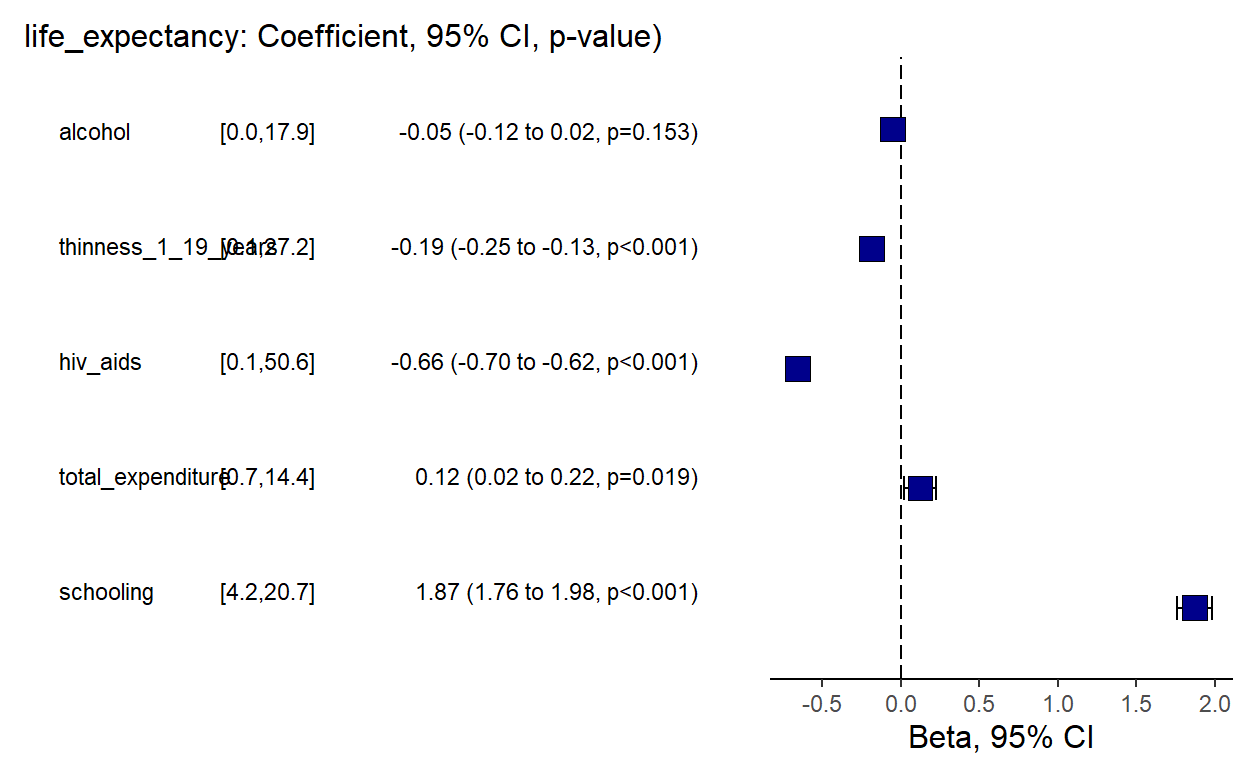 life_expectancy: Coefficient, 95% CI, p-value)
alcohol [0.0,17.9] -0.05 (-0.12 to 0.02, p=0.153)
thinness_1_19_years [0.1,27.2] -0.19 (-0.25 to -0.13, p<0.001)
hiv_aids [0.1,50.6] -0.66 (-0.70 to -0.62, p<0.001)
total_expenditure [0.7,14.4] 0.12 (0.02 to 0.22, p=0.019)
schooling [4.2,20.7] 1.87 (1.76 to 1.98, p<0.001)
-0.5 0.0 0.5 1.0 1.5 2.0
Beta, 95% CI